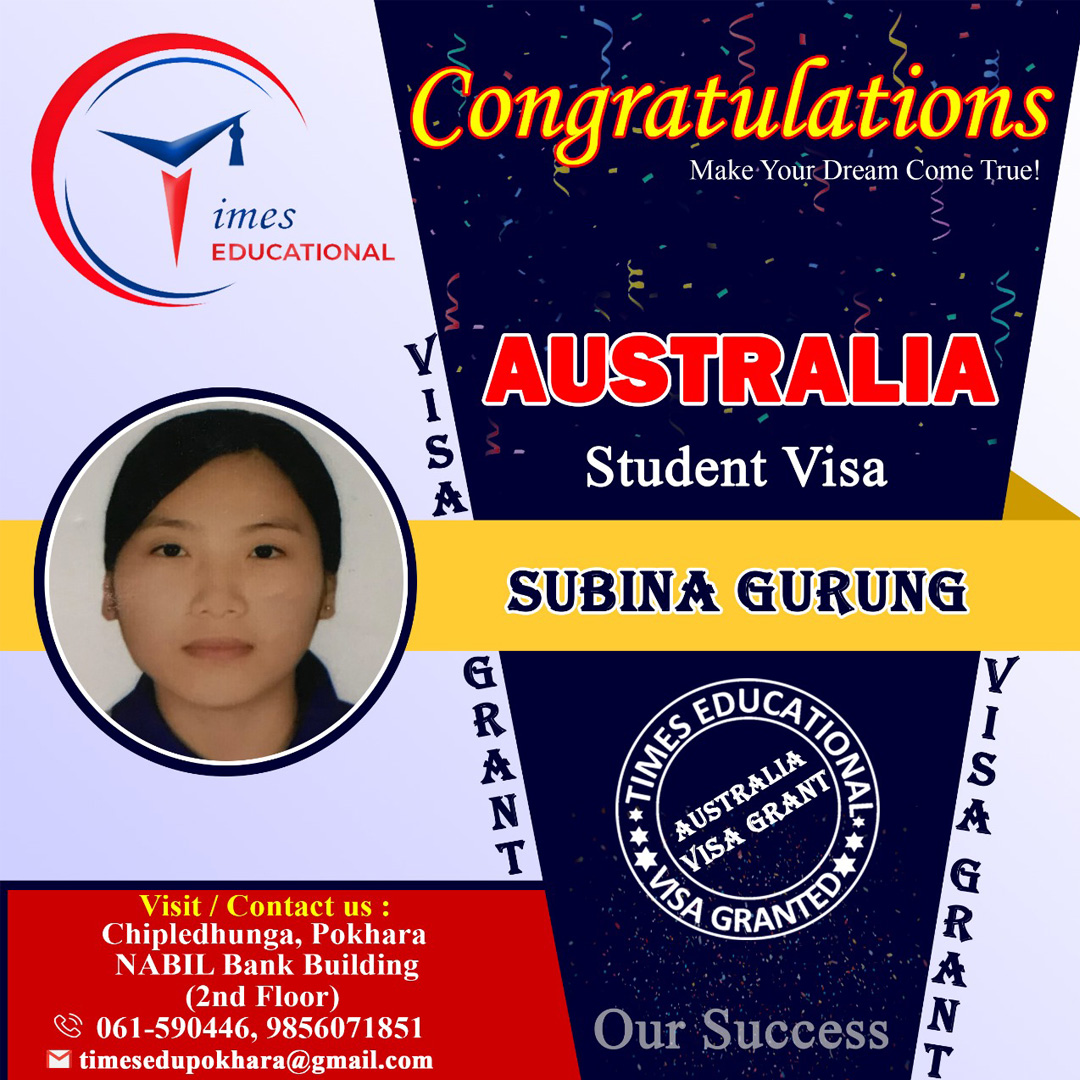 Times
EDUCATIONAL
Congratulations
Make Your Dream Come True!
AUSTRALIA
Student Visa
VISA
SUBINA GURUNG
GRANT
VISA GRANT
TIMES EDUCATIONAL
AUSTRALIA
VISA GRANT
VISA GRANTED
Visit / Contact us :
Chipledhunga, Pokhara
NABIL Bank Building
(2nd Floor)
061-590446, 9856071851
timesedupokhara@gmail.com
Our Success